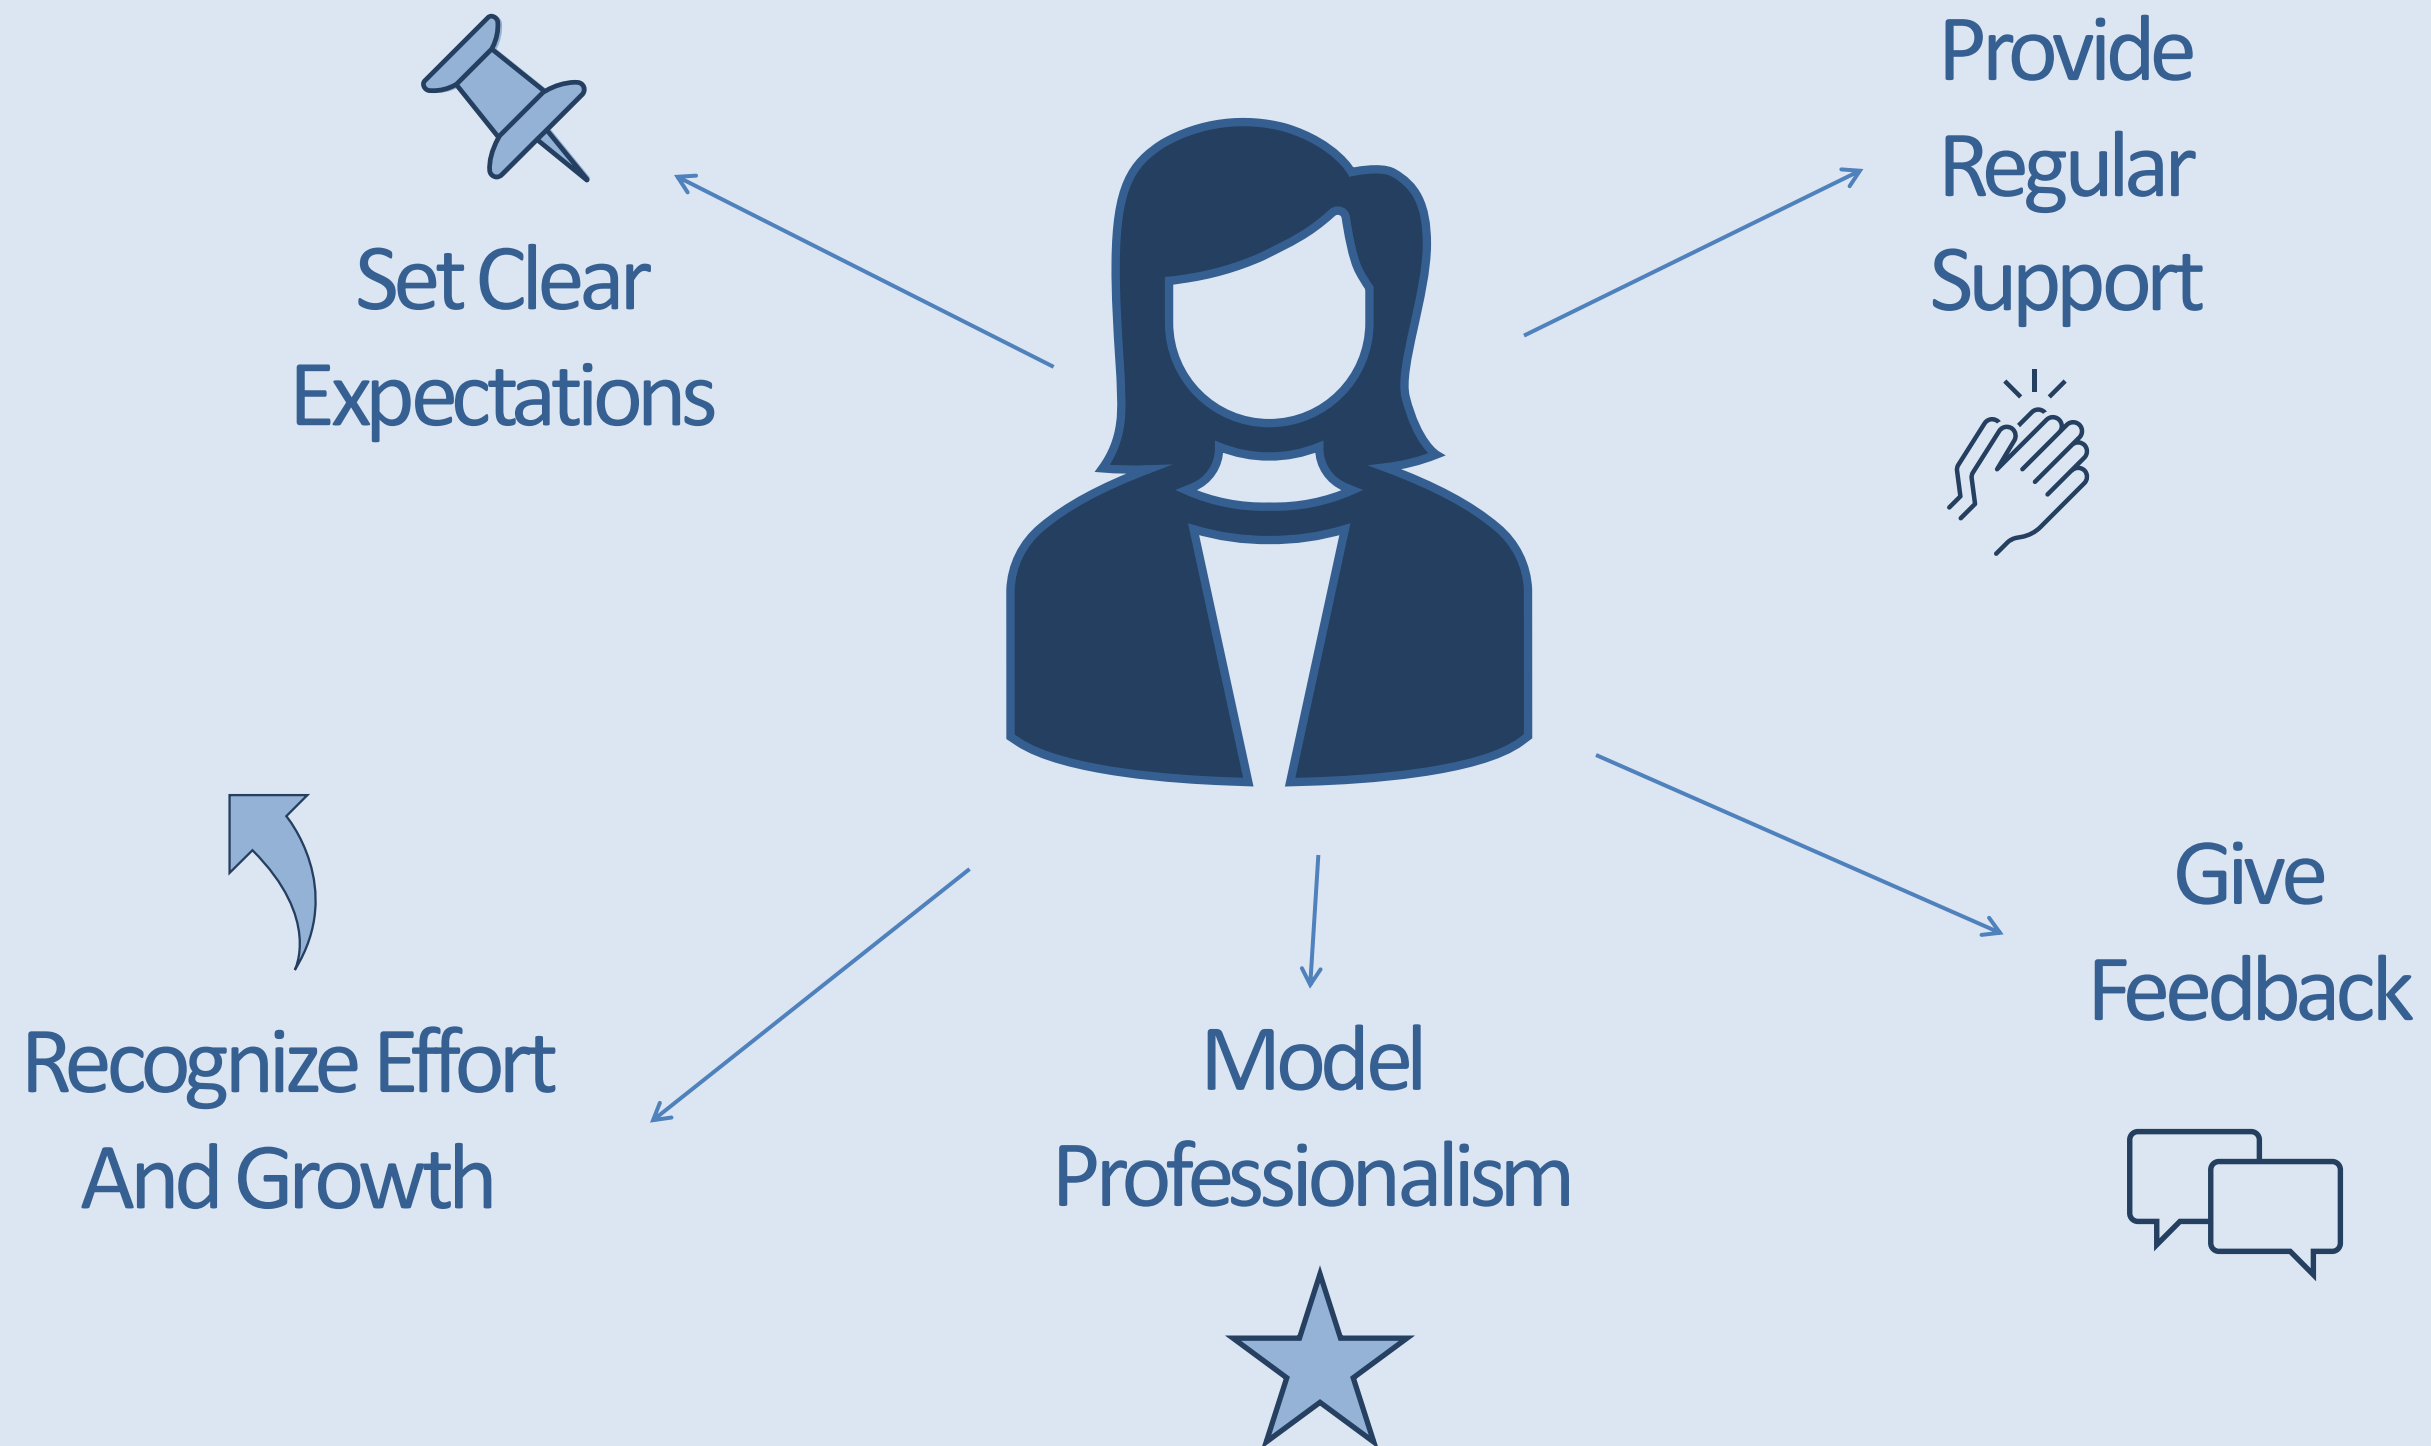 Set Clear
Expectations
Provide
Regular
Support
Recognize Effort
And Growth
Model
Professionalism
Give
Feedback